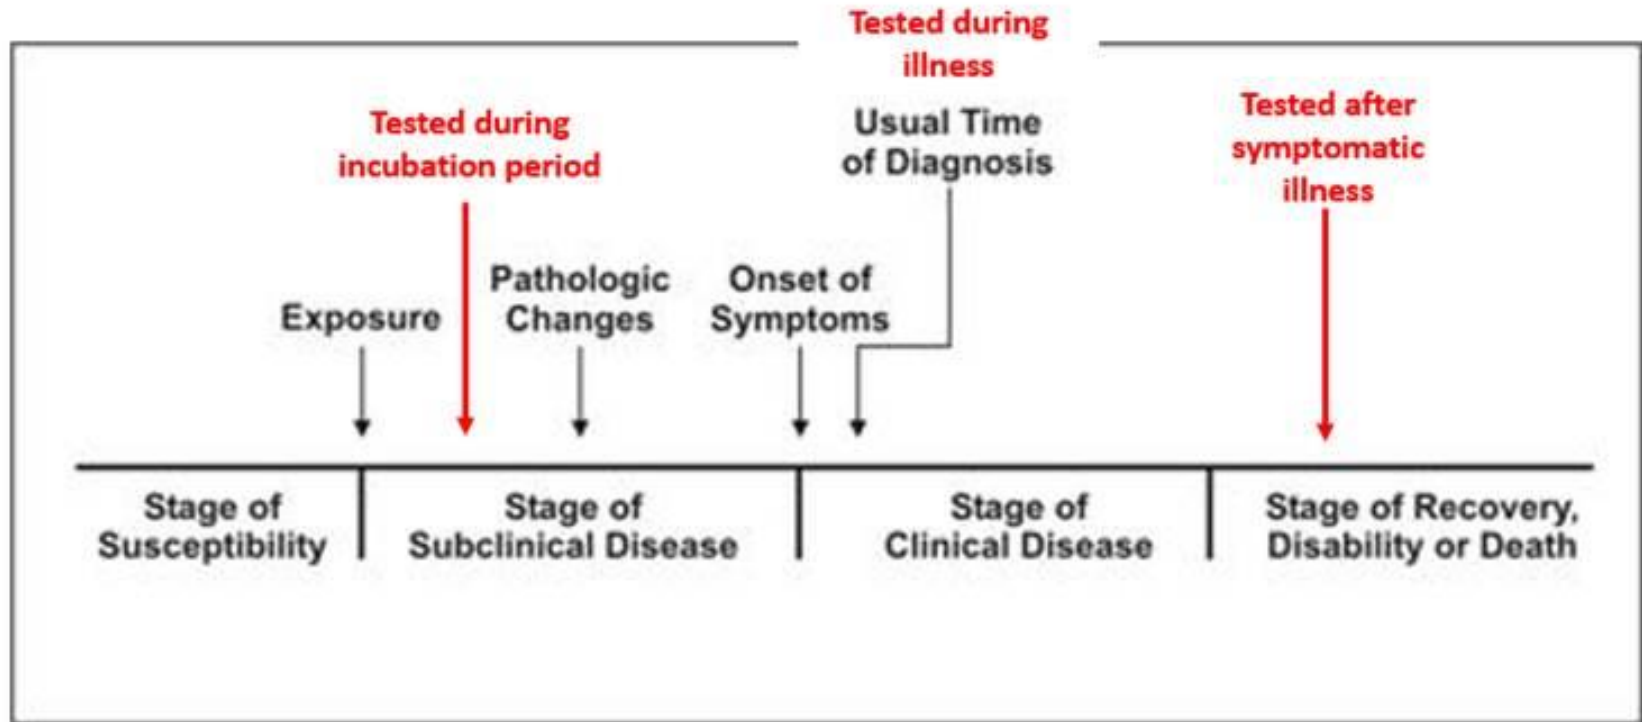 Tested during
illness
Usual Time
of Diagnosis
Tested during
incubation period
Tested after
symptomatic
illness
Exposure
Pathologic
Changes
Onset of
Symptoms
Stage of
Susceptibility
Stage of
Subclinical Disease
Stage of
Clinical Disease
Stage of Recovery,
Disability or Death